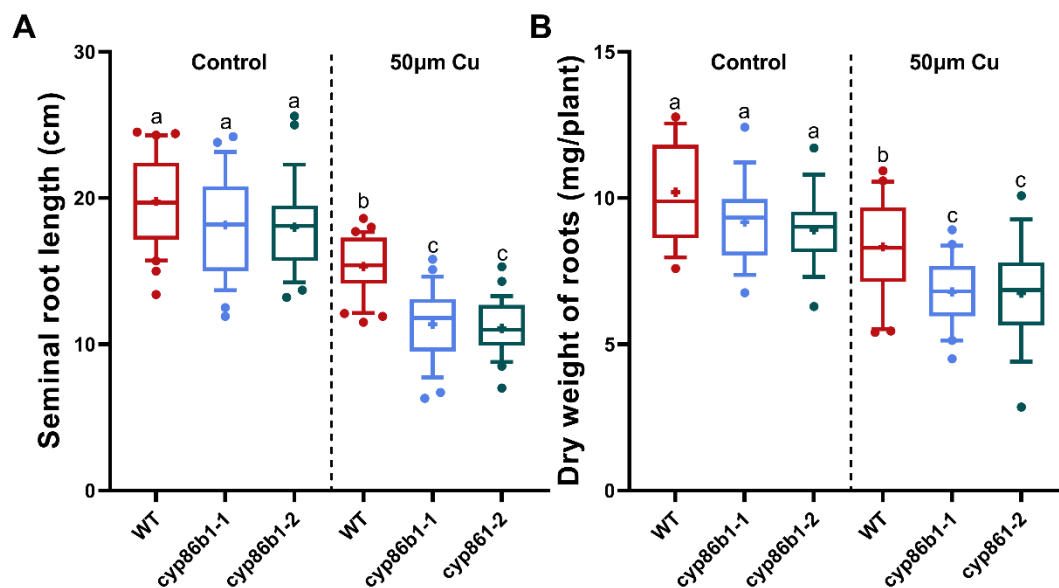 A
Seminal root length (cm)
30
20
10
0
Control
50µm Cu
a
a
a
b
c
c
WT
cyp86b1-1
cyp86b1-2
WT
cyp86b1-1
cyp861-2
B
Dry weight of roots (mg/plant)
15
10
5
0
Control
50µm Cu
a
a
a
b
c
c
WT
cyp86b1-1
cyp86b1-2
WT
cyp86b1-1
cyp861-2